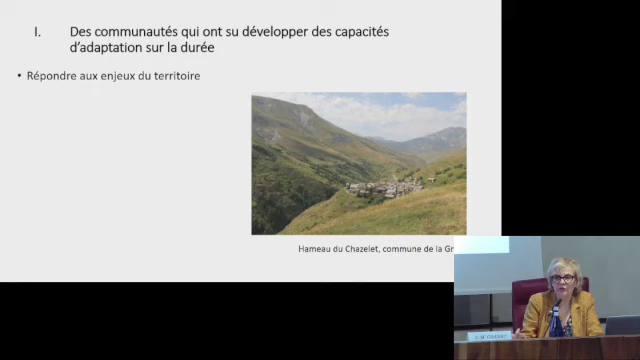 I. Des communautés qui ont su développer des capacités
d'adaptation sur la durée
• Répondre aux enjeux du territoire
Hameau du Chazelet, commune de la Gr